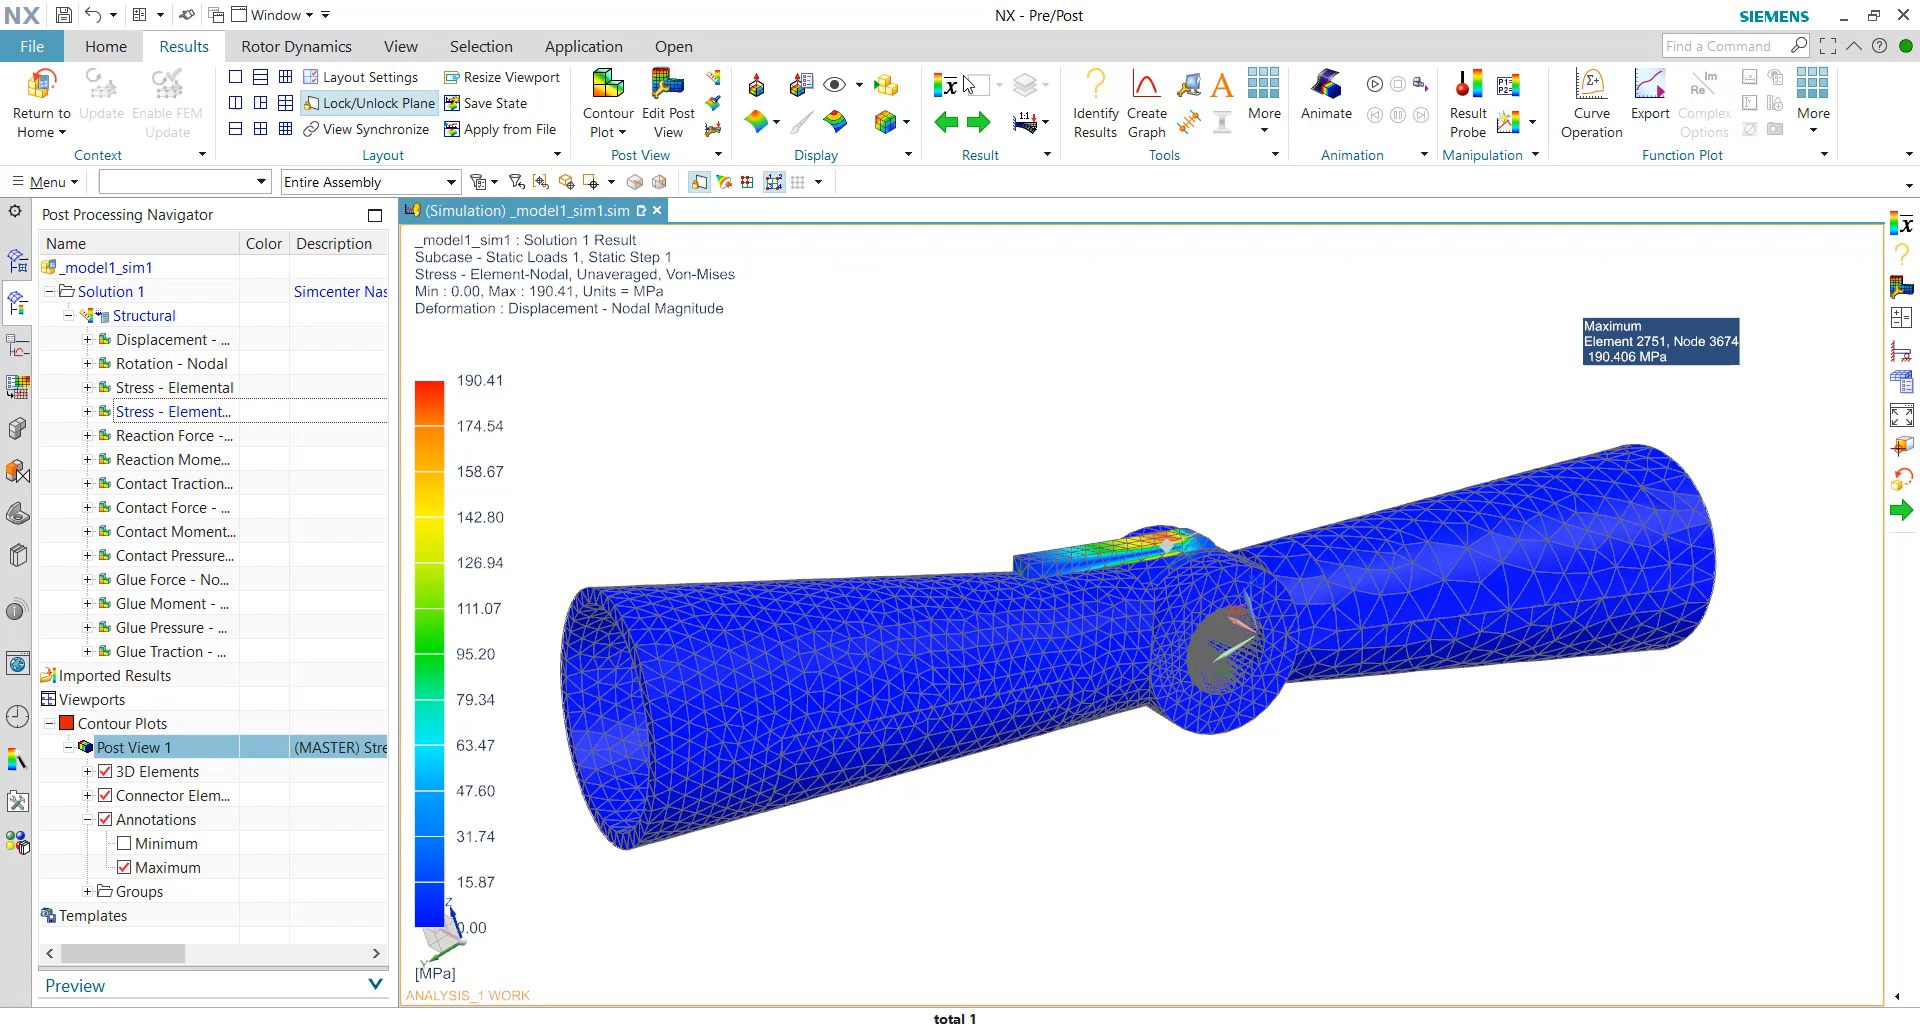 NX
Window
NX - Pre/Post
SIEMENS
File
Home
Results
Rotor Dynamics
View
Selection
Application
Open
Find a Command
Return to
Home
Update
Enable FEM
Update
Context
Layout Settings
Lock/Unlock Plane
View Synchronize
Resize Viewport
Save State
Apply from File
Layout
Contour
Plot
Edit Post
View
Post View
Display
Result
Identify
Results
Create
Graph
More
Tools
Animate
Animation
Result
Probe
Manipulation
Curve
Operation
Export
Complex
Options
More
Function Plot
Menu
Entire Assembly
Post Processing Navigator
(Simulation) _model1_sim1.sim
Name
Color
Description
_model1_sim1
Solution 1
Simcenter Nas
Structural
Displacement - ...
Rotation - Nodal
Stress - Elemental
Stress - Element...
Reaction Force -...
Reaction Mome...
Contact Traction...
Contact Force - ...
Contact Moment...
Contact Pressure...
Glue Force - No...
Glue Moment - ...
Glue Pressure - ...
Glue Traction - ...
Imported Results
Viewports
Contour Plots
Post View 1
(MASTER) Stre
3D Elements
Connector Elem...
Annotations
Minimum
Maximum
Groups
Templates
Preview
_model1_sim1 : Solution 1 Result
Subcase - Static Loads 1, Static Step 1
Stress - Element-Nodal, Unaveraged, Von-Mises
Min : 0.00, Max : 190.41, Units = MPa
Deformation : Displacement - Nodal Magnitude
Maximum
Element 2751, Node 3674
190.406 MPa
190.41
174.54
158.67
142.80
126.94
111.07
95.20
79.34
63.47
47.60
31.74
15.87
0.00
Z
Y
[MPa]
ANALYSIS_1 WORK
total 1